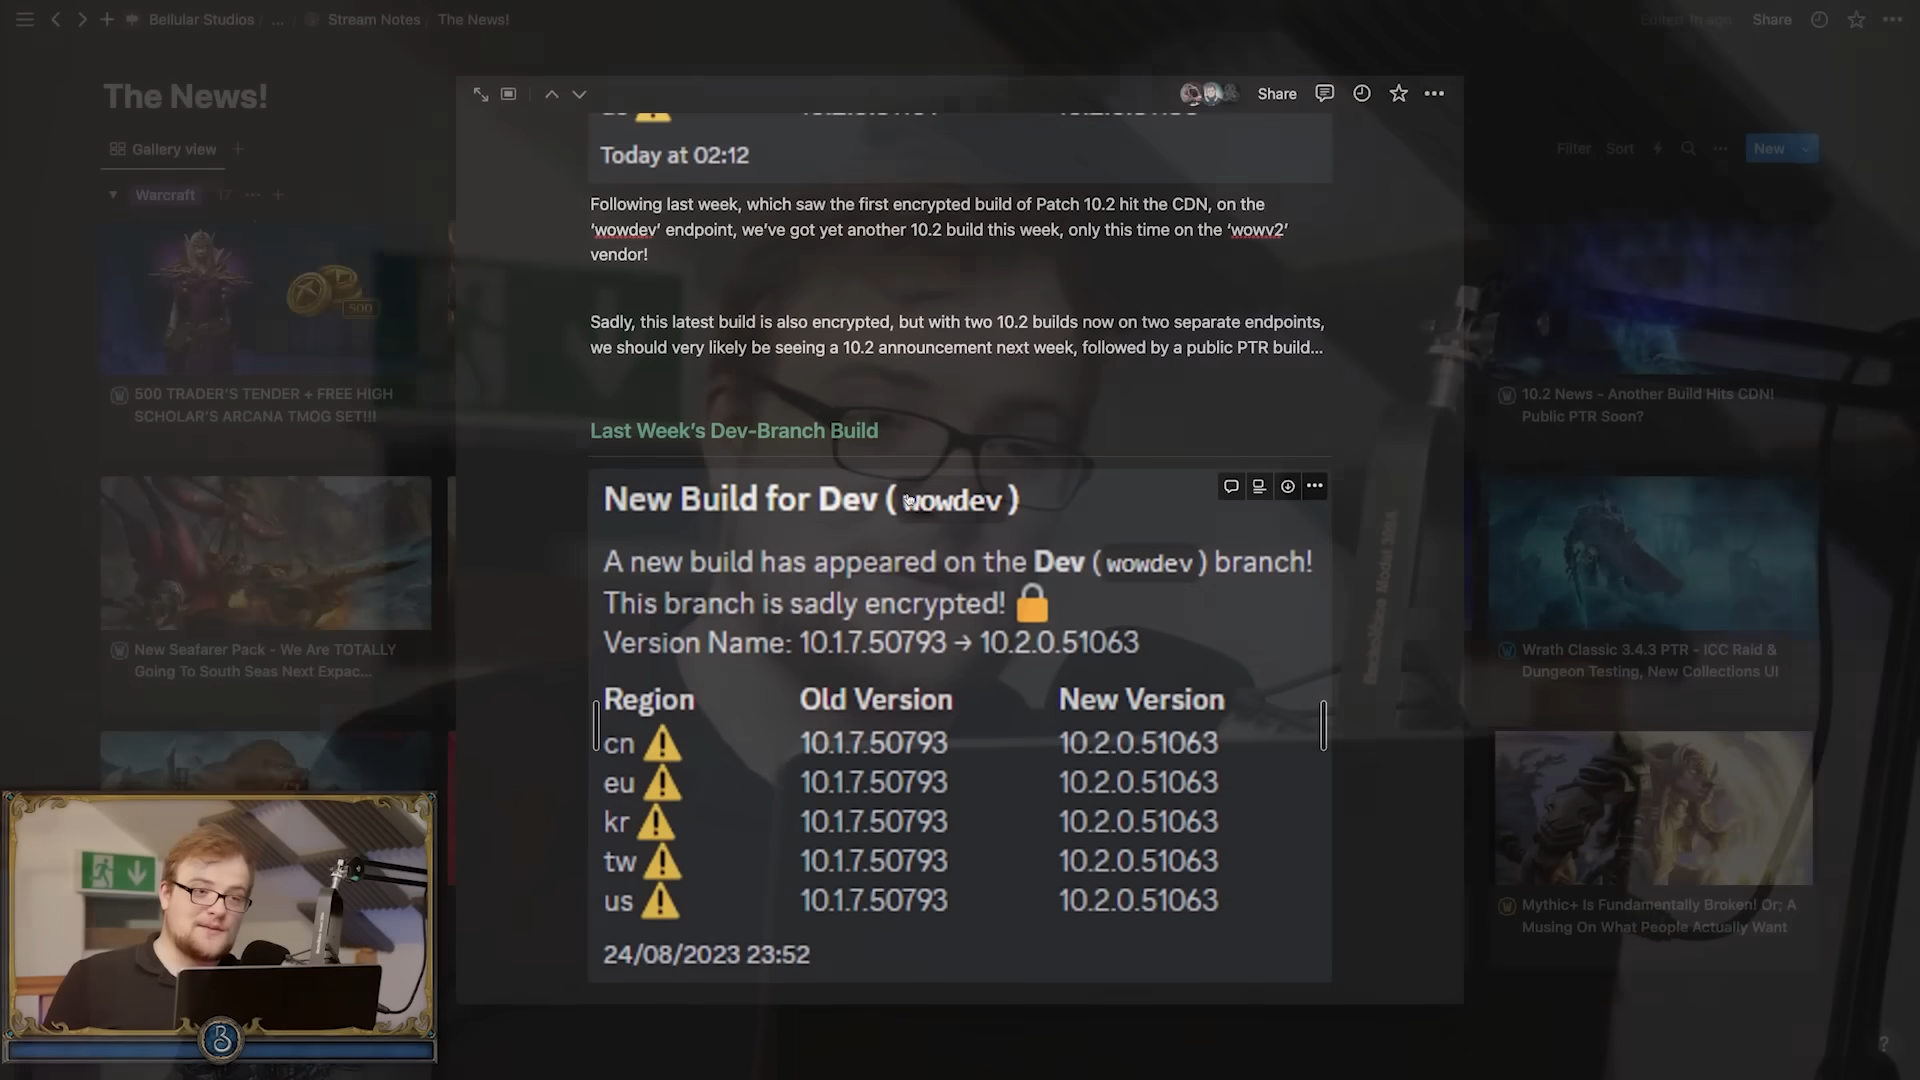 Bellular Studios ... Stream Notes The News!
Edited 1h ago Share
The News!
Gallery view
Warcraft 17
500
500 TRADER'S TENDER + FREE HIGH
SCHOLAR'S ARCANA TMOG SET!!!
New Seafarer Pack - We Are TOTALLY
Going To South Seas Next Expac...
Share
Today at 02:12
Following last week, which saw the first encrypted build of Patch 10.2 hit the CDN, on the
‘wowdev’ endpoint, we’ve got yet another 10.2 build this week, only this time on the ‘wowv2’
vendor!
Sadly, this latest build is also encrypted, but with two 10.2 builds now on two separate endpoints,
we should very likely be seeing a 10.2 announcement next week, followed by a public PTR build...
Last Week’s Dev-Branch Build
New Build for Dev (wowdev)
A new build has appeared on the Dev (wowdev) branch!
This branch is sadly encrypted!
Version Name: 10.1.7.50793 → 10.2.0.51063
Region Old Version New Version
cn 10.1.7.50793 10.2.0.51063
eu 10.1.7.50793 10.2.0.51063
kr 10.1.7.50793 10.2.0.51063
tw 10.1.7.50793 10.2.0.51063
us 10.1.7.50793 10.2.0.51063
24/08/2023 23:52
Filter Sort New
10.2 News - Another Build Hits CDN!
Public PTR Soon?
Wrath Classic 3.4.3 PTR - ICC Raid &
Dungeon Testing, New Collections UI
Mythic+ Is Fundamentally Broken! Or; A
Musing On What People Actually Want
B
?